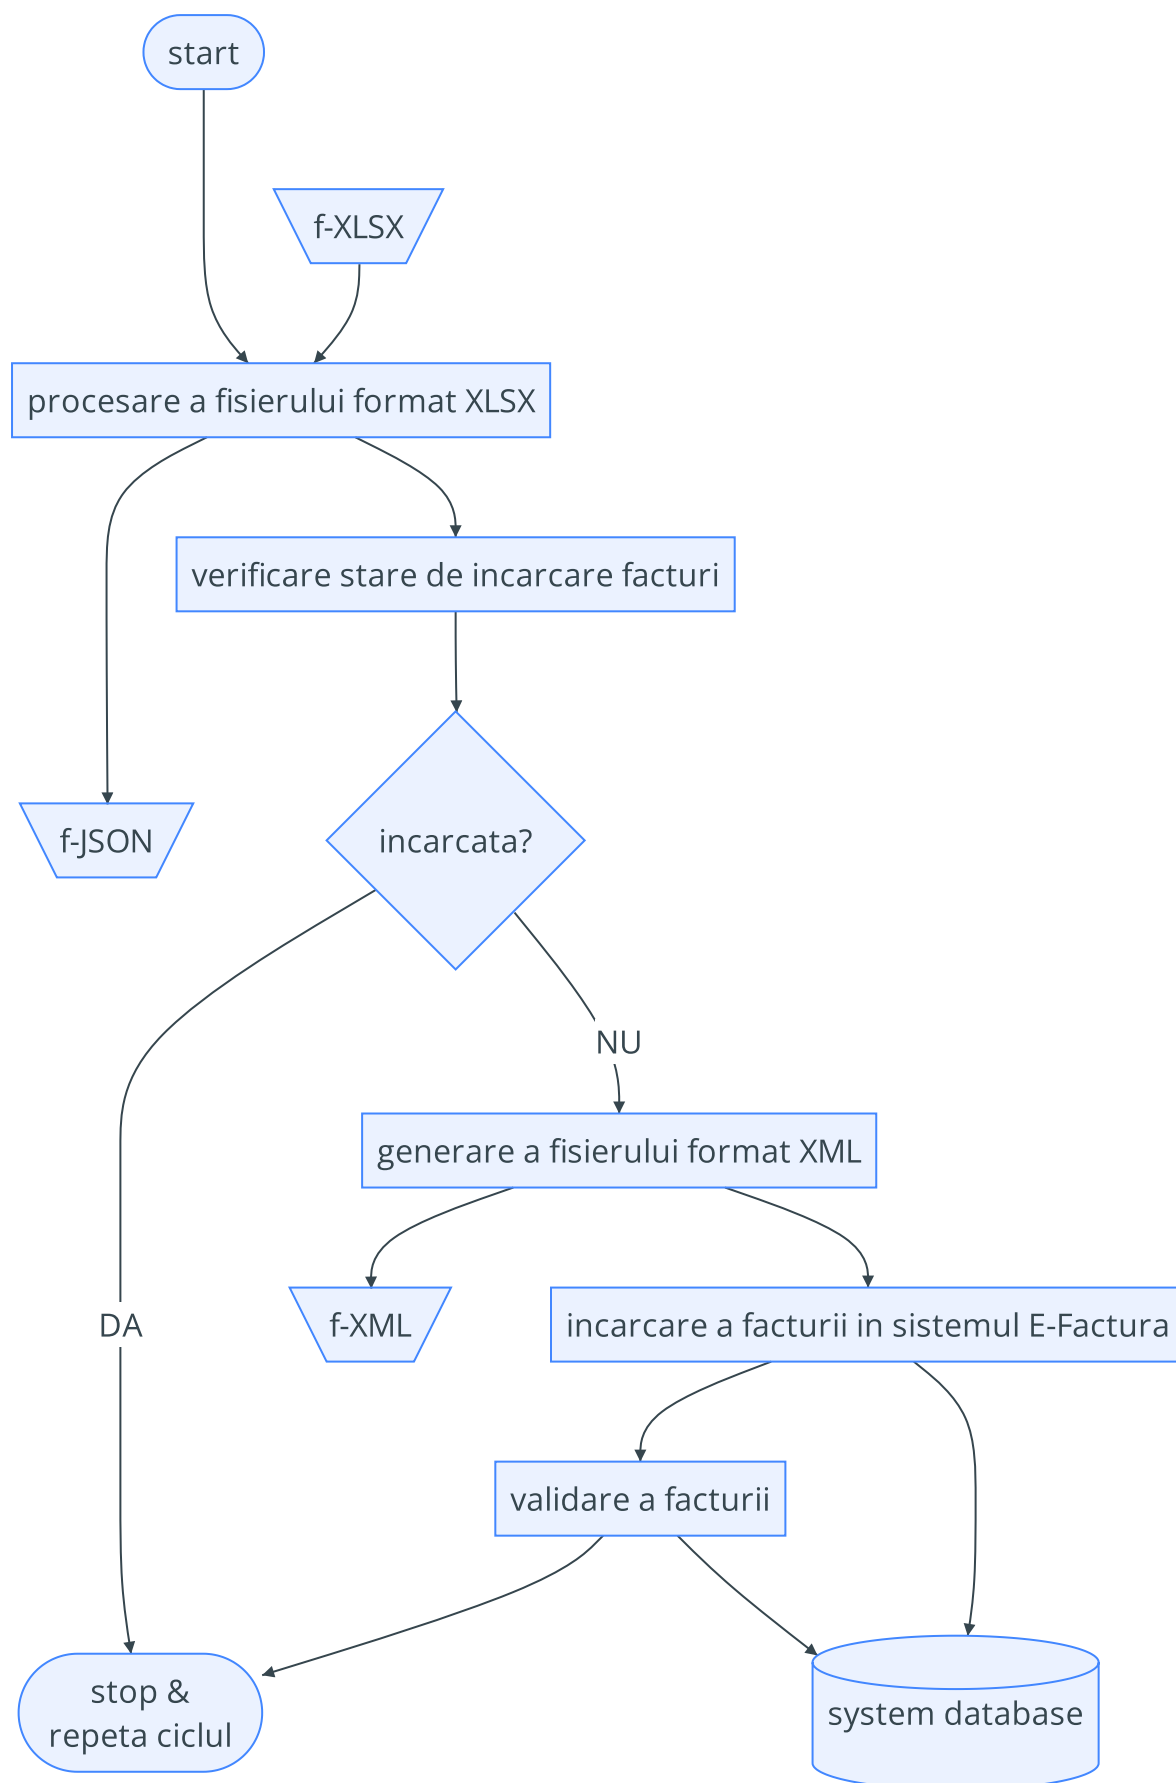 start
f-XLSX
procesare a fisierului format XLSX
verificare stare de incarcare facturi
f-JSON
incarcata?
NU
generare a fisierului format XML
DA
f-XML
incarcare a facturii in sistemul E-Factura
validare a facturii
stop &
repeta ciclul
system database